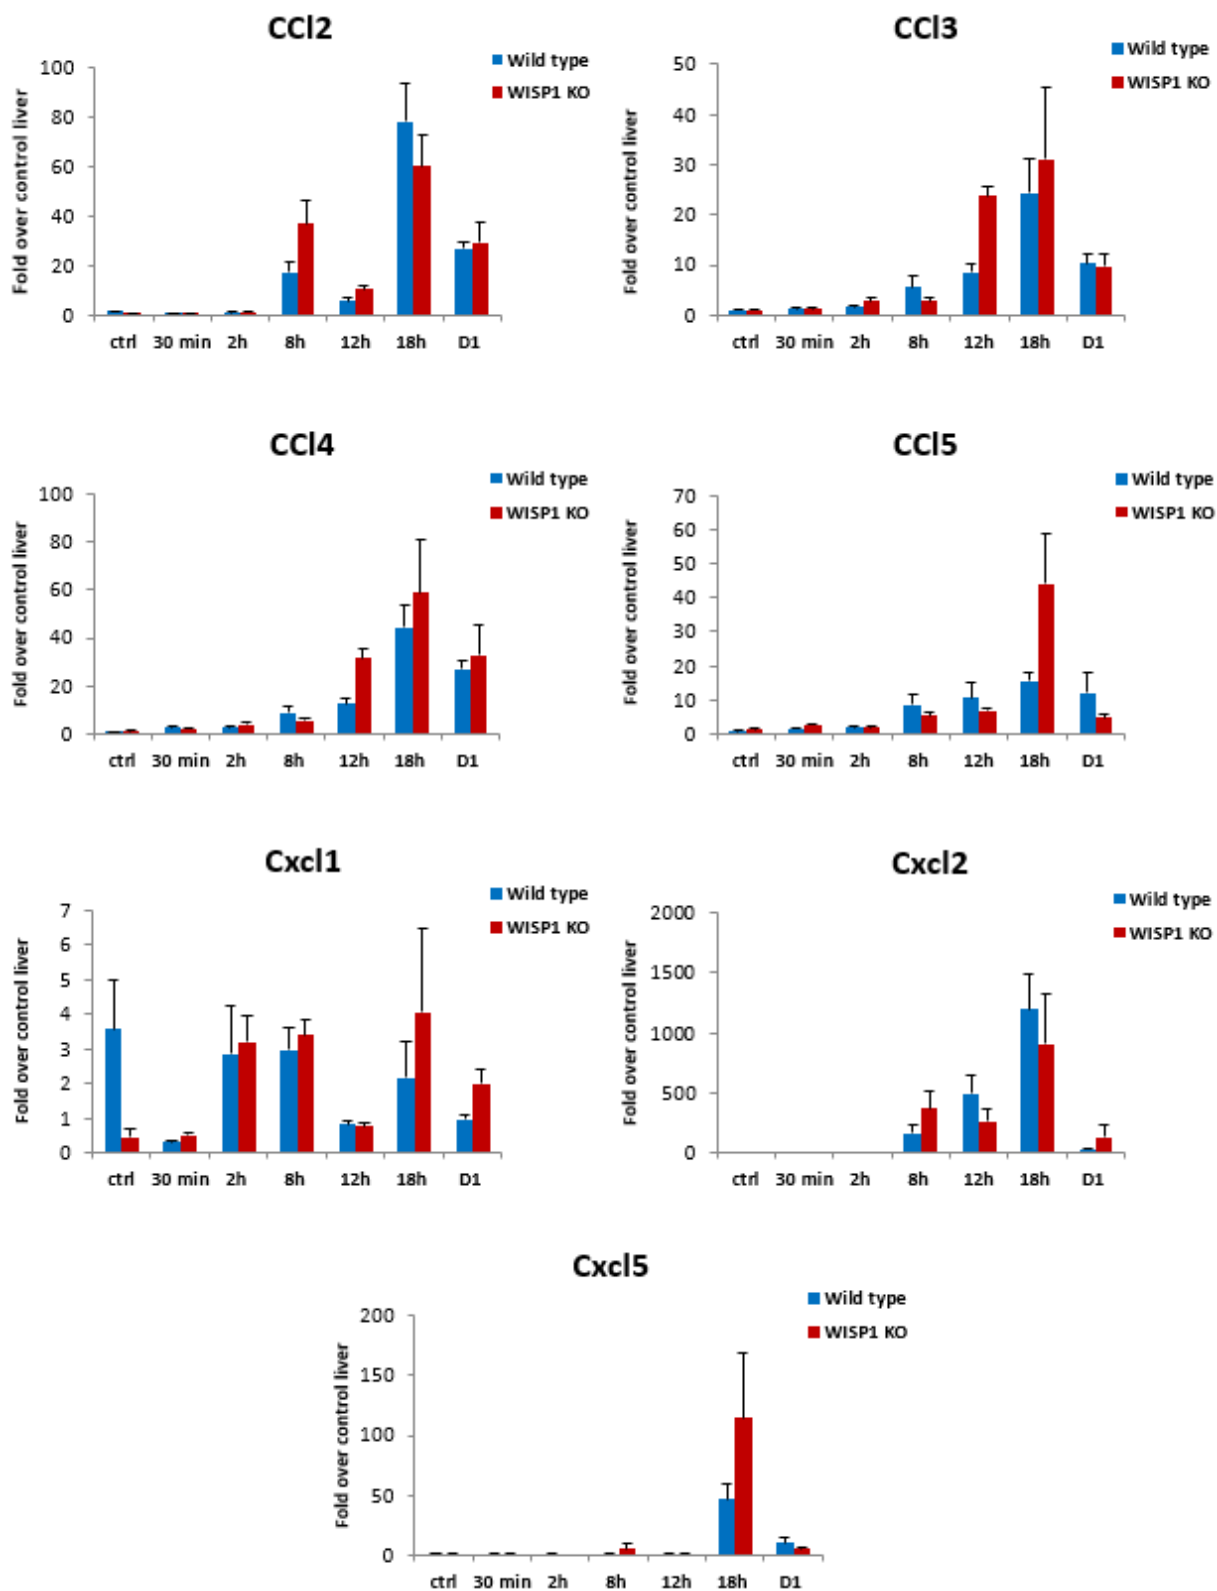 CCl2
Wild type
WISP1 KO
Fold over control liver
100
80
60
40
20
0
ctrl 30 min 2h 8h 12h 18h D1
CCl3
Wild type
WISP1 KO
Fold over control liver
50
40
30
20
10
0
ctrl 30 min 2h 8h 12h 18h D1
CCl4
Wild type
WISP1 KO
Fold over control liver
100
80
60
40
20
0
ctrl 30 min 2h 8h 12h 18h D1
CCl5
Wild type
WISP1 KO
Fold over control liver
70
60
50
40
30
20
10
0
ctrl 30 min 2h 8h 12h 18h D1
Cxcl1
Wild type
WISP1 KO
Fold over control liver
7
6
5
4
3
2
1
0
ctrl 30 min 2h 8h 12h 18h D1
Cxcl2
Wild type
WISP1 KO
Fold over control liver
2000
1500
1000
500
0
ctrl 30 min 2h 8h 12h 18h D1
Cxcl5
Wild type
WISP1 KO
Fold over control liver
200
150
100
50
0
ctrl 30 min 2h 8h 12h 18h D1